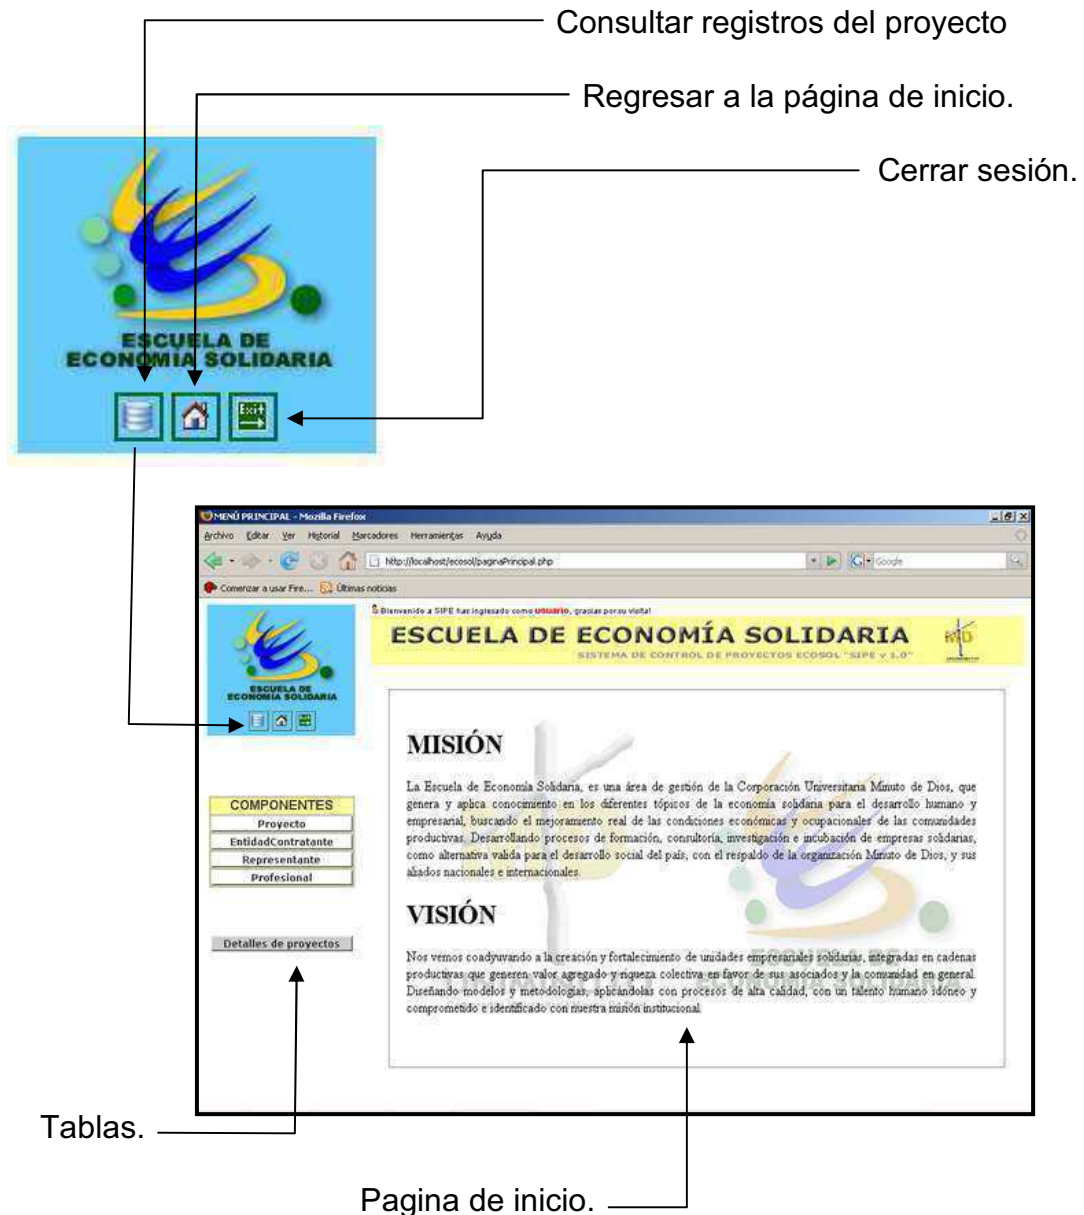 Consultar registros del proyecto
Regresar a la página de inicio.
Cerrar sesión.
ESCUELA DE
ECONOMÍA SOLIDARIA
Exit
MENÚ PRINCIPAL - Mozilla Firefox
Archivo Editar Ver Historial Marcadores Herramientas Ayuda
http://localhost/ecosol/paginaPrincipal.php
Google
Comenzar a usar Fire... Últimas noticias
Bienvenido a SIPE has ingresado como usuario, gracias por su visita!
ESCUELA DE ECONOMÍA SOLIDARIA
SISTEMA DE CONTROL DE PROYECTOS ECOSOL "SIPE v 1.0"
ESCUELA DE
ECONOMÍA SOLIDARIA
MISIÓN
La Escuela de Economía Solidaria, es una área de gestión de la Corporación Universitaria Minuto de Dios, que
genera y aplica conocimiento en los diferentes tópicos de la economía solidaria para el desarrollo humano y
empresarial, buscando el mejoramiento real de las condiciones económicas y ocupacionales de las comunidades
productivas. Desarrollando procesos de formación, consultoría, investigación e incubación de empresas solidarias,
como alternativa valida para el desarrollo social del país, con el respaldo de la organización Minuto de Dios, y sus
aliados nacionales e internacionales.
COMPONENTES
Proyecto
EntidadContratante
Representante
Profesional
VISIÓN
Detalles de proyectos
Nos vemos coadyuvando a la creación y fortalecimiento de unidades empresariales solidarias, integradas en cadenas
productivas que generen valor agregado y riqueza colectiva en favor de sus asociados y la comunidad en general.
Diseñando modelos y metodologías, aplicándolas con procesos de alta calidad, con un talento humano idóneo y
comprometido e identificado con nuestra misión institucional.
ESCUELA DE
ECONOMÍA SOLIDARIA
Tablas.
Pagina de inicio.